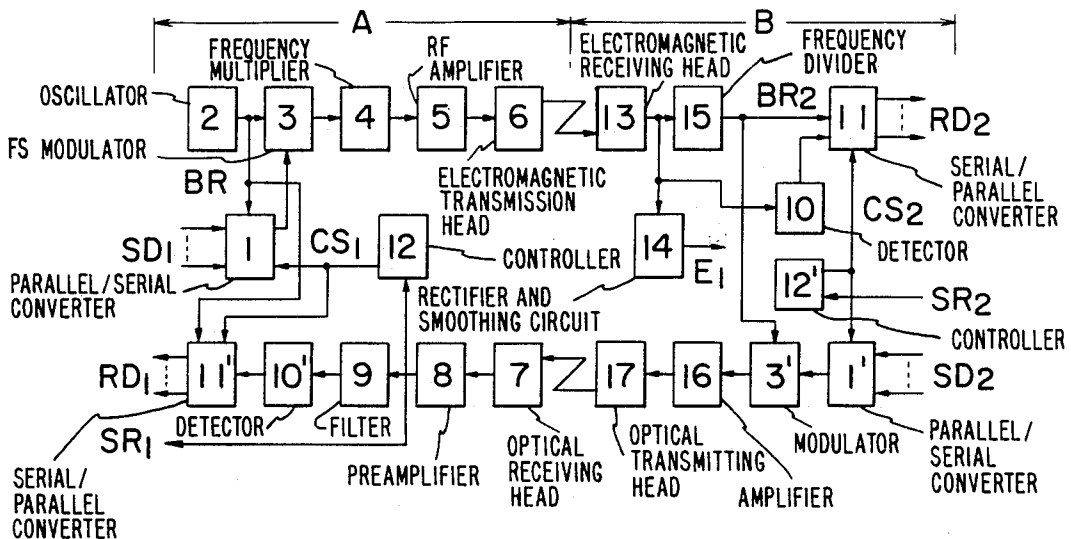 A
B
FREQUENCY
MULTIPLIER
RF
AMPLIFIER
ELECTROMAGNETIC
RECEIVING HEAD
FREQUENCY
DIVIDER
OSCILLATOR
2
3
4
5
6
13
15
BR2
11
RD2
FS MODULATOR
BR
ELECTROMAGNETIC
TRANSMISSION
HEAD
SERIAL/
PARALLEL
CONVERTER
10
CS2
DETECTOR
SD1
1
CS1
12
CONTROLLER
14
E1
PARALLEL/SERIAL
CONVERTER
RECTIFIER AND
SMOOTHING CIRCUIT
12'
SR2
CONTROLLER
RD1
11'
10'
9
8
7
17
16
3'
1'
SD2
DETECTOR
FILTER
SR1
PREAMPLIFIER
OPTICAL
RECEIVING
HEAD
OPTICAL
TRANSMITTING
HEAD
AMPLIFIER
MODULATOR
PARALLEL/
SERIAL
CONVERTER
SERIAL/
PARALLEL
CONVERTER